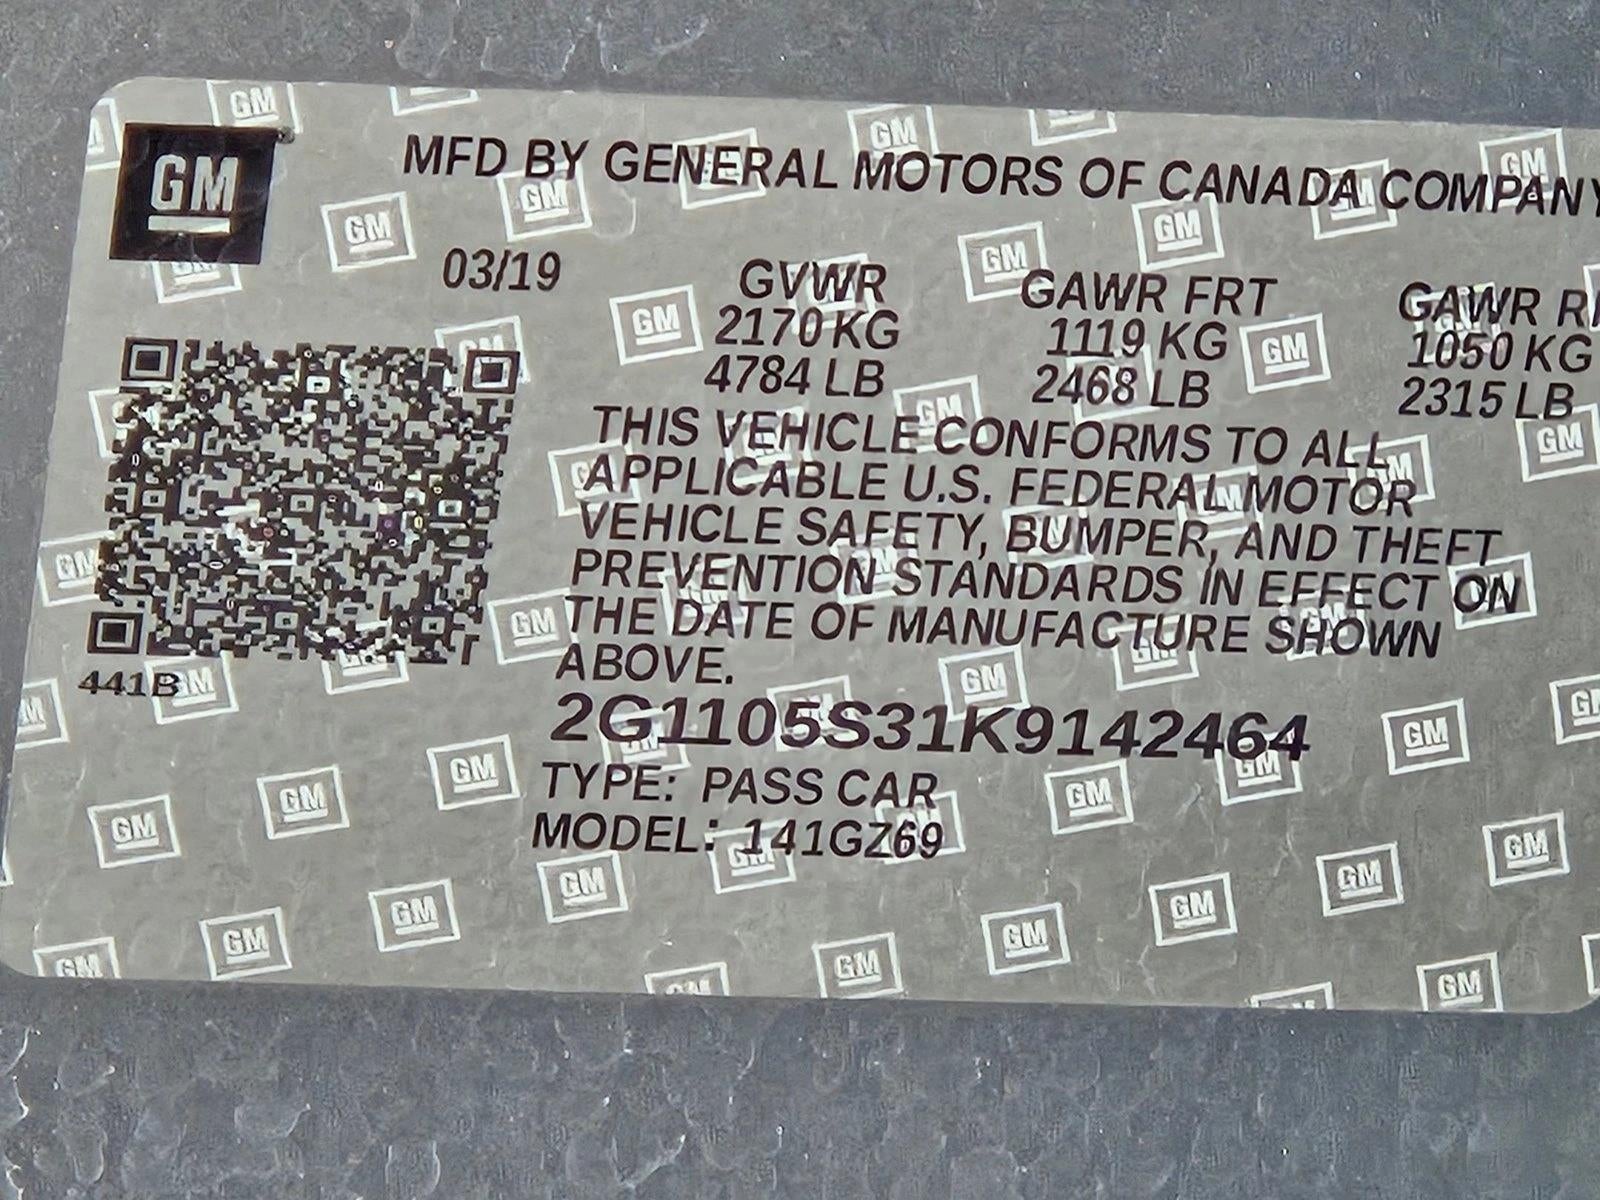 GM
MFD BY GENERAL MOTORS OF CANADA COMPANY
03/19
GVWR GAWR FRT GAWR
2170 KG 1119 KG 1050 KG
4784 LB 2468 LB 2315 LB
THIS VEHICLE CONFORMS TO ALL
APPLICABLE U.S. FEDERAL MOTOR
VEHICLE SAFETY, BUMPER, AND THEFT
PREVENTION STANDARDS IN EFFECT ON
THE DATE OF MANUFACTURE SHOWN
ABOVE.
441B
2G1105S31K9142464
TYPE: PASS CAR
MODEL: 141GZ69